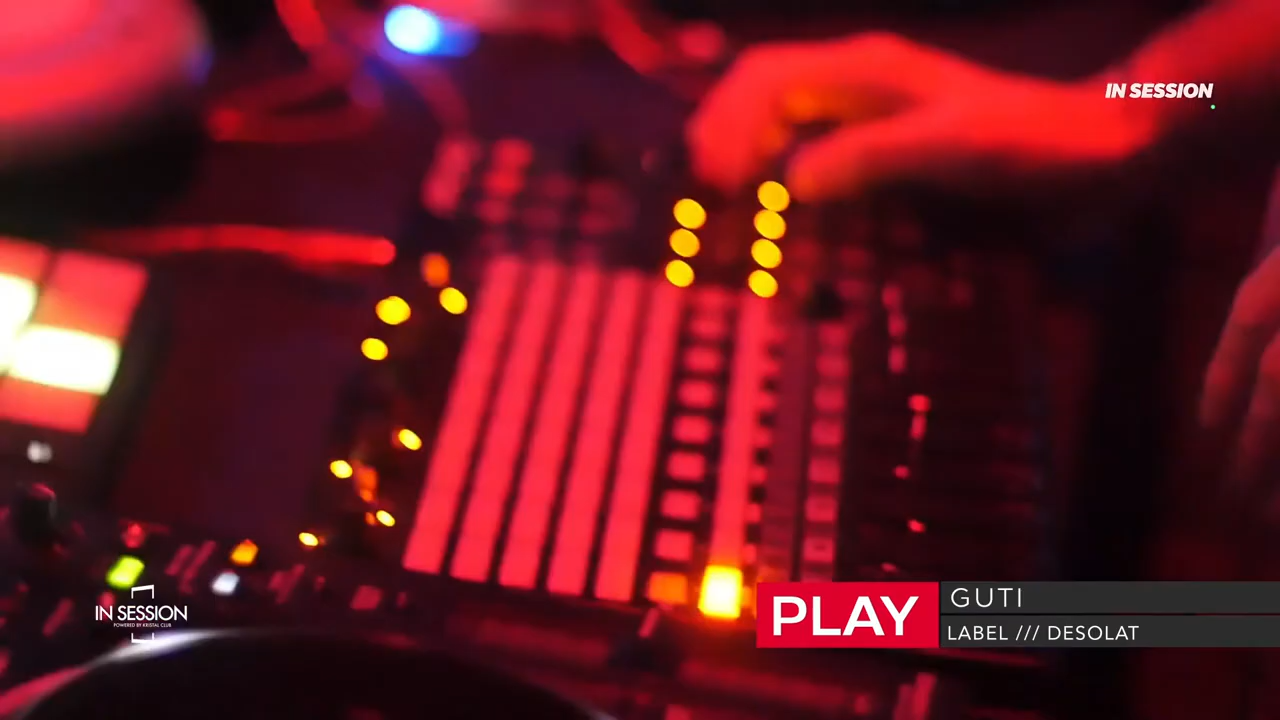 IN SESSION
PLAY
GUTI
LABEL /// DESOLAT
IN SESSION
POWERED BY KRISTAL CLUB